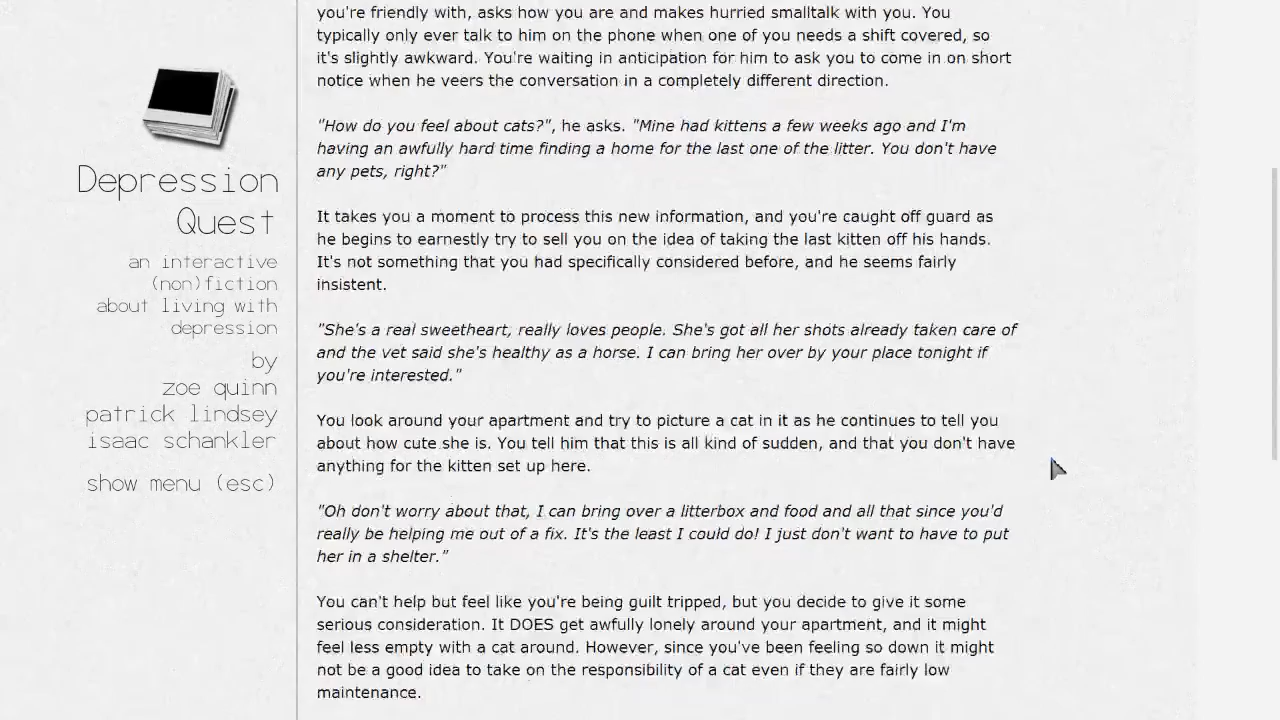 Depression
Quest
an interactive
(non)fiction
about living with
depression
by
zoe quinn
patrick lindsey
isaac schankler
show menu (esc)
you're friendly with, asks how you are and makes hurried smalltalk with you. You
typically only ever talk to him on the phone when one of you needs a shift covered, so
it's slightly awkward. You're waiting in anticipation for him to ask you to come in on short
notice when he veers the conversation in a completely different direction.
"How do you feel about cats?", he asks. "Mine had kittens a few weeks ago and I'm
having an awfully hard time finding a home for the last one of the litter. You don't have
any pets, right?"
It takes you a moment to process this new information, and you're caught off guard as
he begins to earnestly try to sell you on the idea of taking the last kitten off his hands.
It's not something that you had specifically considered before, and he seems fairly
insistent.
"She's a real sweetheart, really loves people. She's got all her shots already taken care of
and the vet said she's healthy as a horse. I can bring her over by your place tonight if
you're interested."
You look around your apartment and try to picture a cat in it as he continues to tell you
about how cute she is. You tell him that this is all kind of sudden, and that you don't have
anything for the kitten set up here.
"Oh don't worry about that, I can bring over a litterbox and food and all that since you'd
really be helping me out of a fix. It's the least I could do! I just don't want to have to put
her in a shelter."
You can't help but feel like you're being guilt tripped, but you decide to give it some
serious consideration. It DOES get awfully lonely around your apartment, and it might
feel less empty with a cat around. However, since you've been feeling so down it might
not be a good idea to take on the responsibility of a cat even if they are fairly low
maintenance.